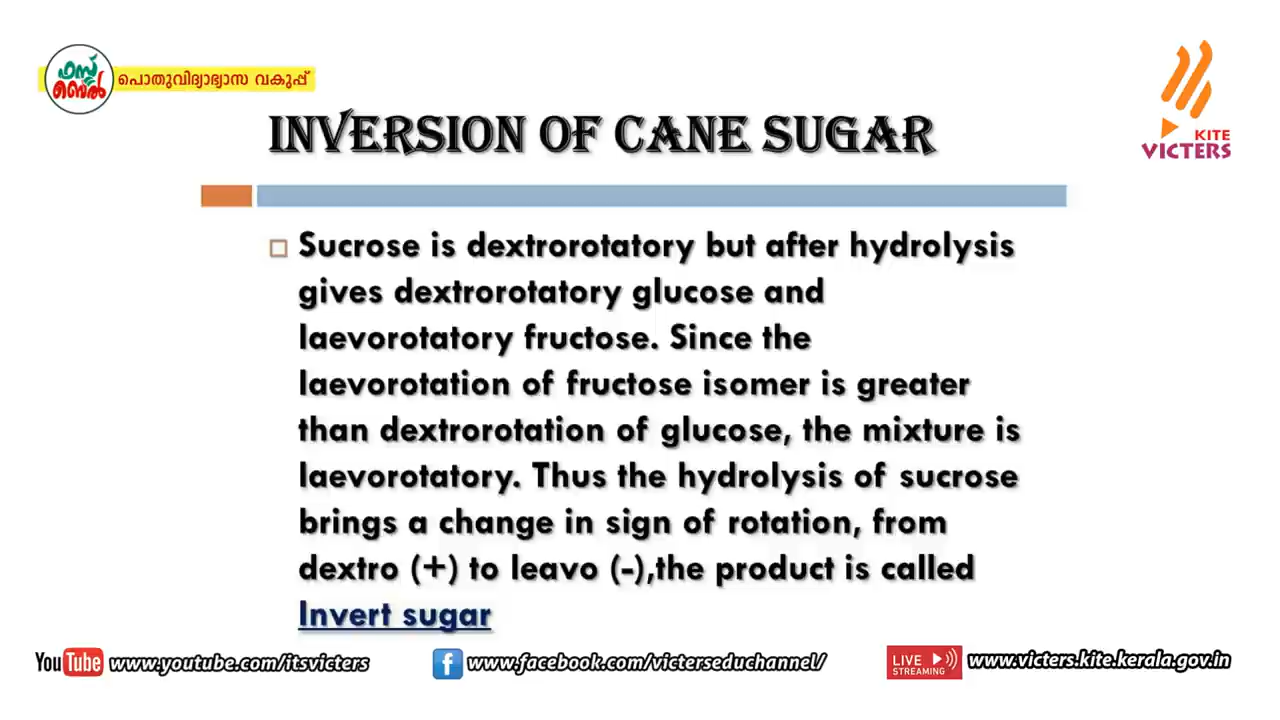 ഫസ്റ്റ്
ബെൽ
പൊതുവിദ്യാഭ്യാസ വകുപ്പ്
KITE
VICTERS
INVERSION OF CANE SUGAR
Sucrose is dextrorotatory but after hydrolysis
gives dextrorotatory glucose and
laevorotatory fructose. Since the
laevorotation of fructose isomer is greater
than dextrorotation of glucose, the mixture is
laevorotatory. Thus the hydrolysis of sucrose
brings a change in sign of rotation, from
dextro (+) to leavo (-),the product is called
Invert sugar
YouTube www.youtube.com/itsvicters
f www.facebook.com/victerseduchannel/
LIVE
STREAMING
www.victers.kite.kerala.gov.in